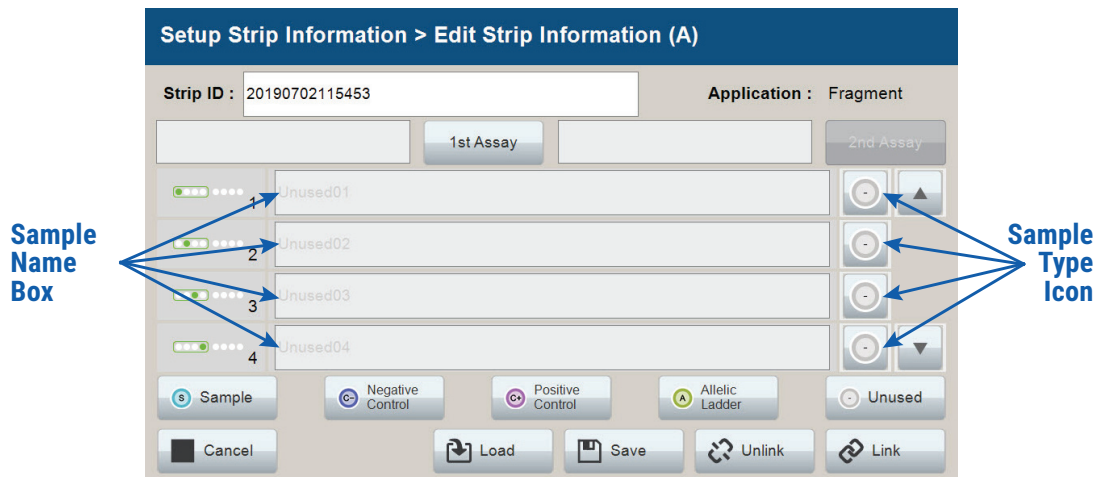 Setup Strip Information > Edit Strip Information (A)
Strip ID : 20190702115453 Application : Fragment
1st Assay 2nd Assay
1 Unused01 -
Sample Name Box
2 Unused02 -
Sample Type Icon
3 Unused03 -
4 Unused04 -
S Sample C- Negative Control C+ Positive Control A Allelic Ladder - Unused
Cancel Load Save Unlink Link